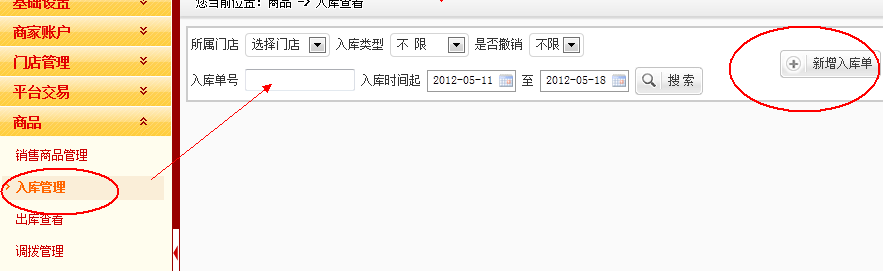 基础设置
商家账户
门店管理
平台交易
商品
销售商品管理
入库管理
出库查看
调拨管理
您当前位置：商品 -> 入库查看
所属门店 选择门店 入库类型 不 限 是否撤销 不限
入库单号 入库时间起 2012-05-11 至 2012-05-18 搜 索
新增入库单